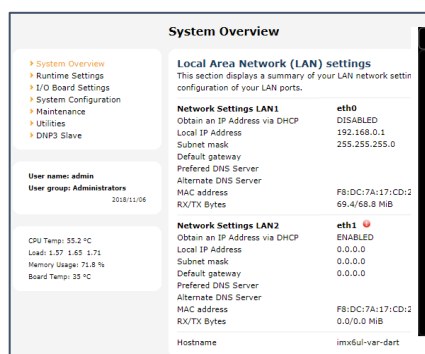 System Overview
System Overview
Runtime Settings
I/O Board Settings
System Configuration
Maintenance
Utilities
DNP3 Slave
User name: admin
User group: Administrators
2018/11/06
CPU Temp: 55.2 °C
Load: 1.57 1.65 1.71
Memory Usage: 71.8 %
Board Temp: 35 °C
Local Area Network (LAN) settings
This section displays a summary of your LAN network settin
configuration of your LAN ports.
Network Settings LAN1 eth0
Obtain an IP Address via DHCP DISABLED
Local IP Address 192.168.0.1
Subnet mask 255.255.255.0
Default gateway
Prefered DNS Server
Alternate DNS Server
MAC address F8:DC:7A:17:CD:2
RX/TX Bytes 69.4/68.8 MiB
Network Settings LAN2 eth1
Obtain an IP Address via DHCP ENABLED
Local IP Address 0.0.0.0
Subnet mask 0.0.0.0
Default gateway 0.0.0.0
Prefered DNS Server
Alternate DNS Server
MAC address F8:DC:7A:17:CD:2
RX/TX Bytes 0.0/0.0 MiB
Hostname imx6ul-var-dart